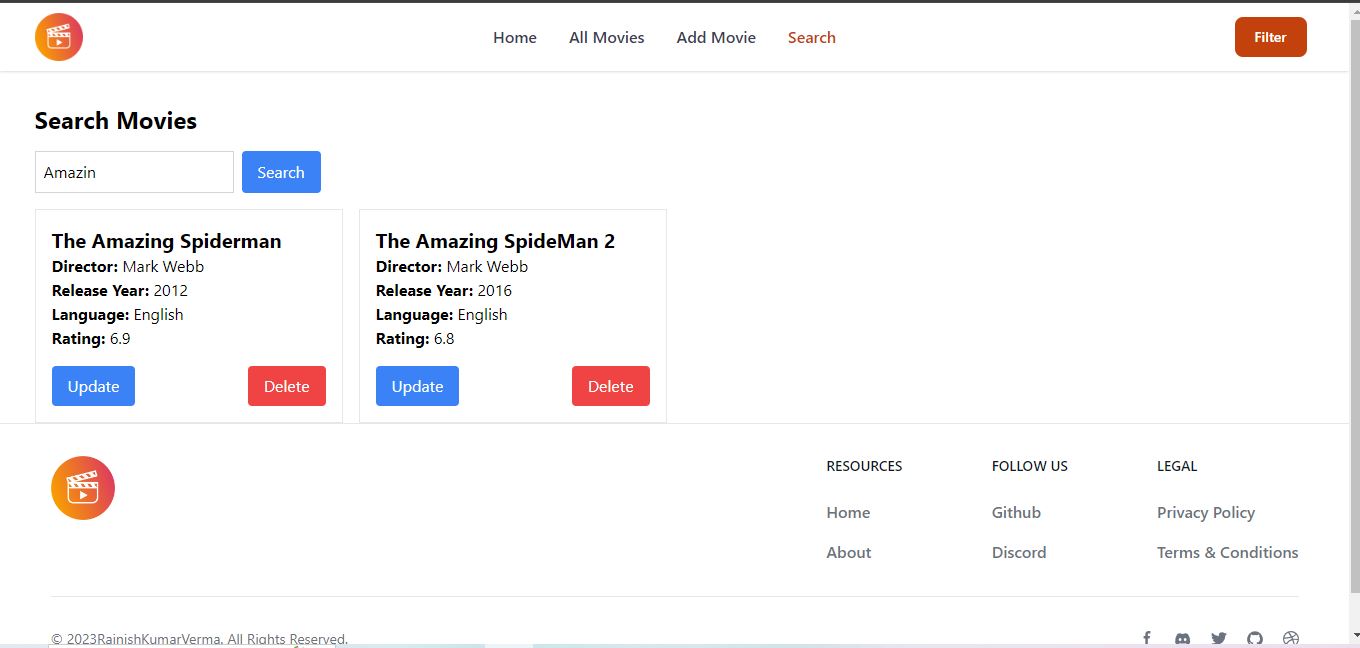 Home All Movies Add Movie Search Filter
Search Movies
Amazin Search
The Amazing Spiderman
Director: Mark Webb
Release Year: 2012
Language: English
Rating: 6.9
Update Delete
The Amazing SpideMan 2
Director: Mark Webb
Release Year: 2016
Language: English
Rating: 6.8
Update Delete
RESOURCES FOLLOW US LEGAL
Home Github Privacy Policy
About Discord Terms & Conditions
© 2023RajnishKumarVerma. All Rights Reserved.